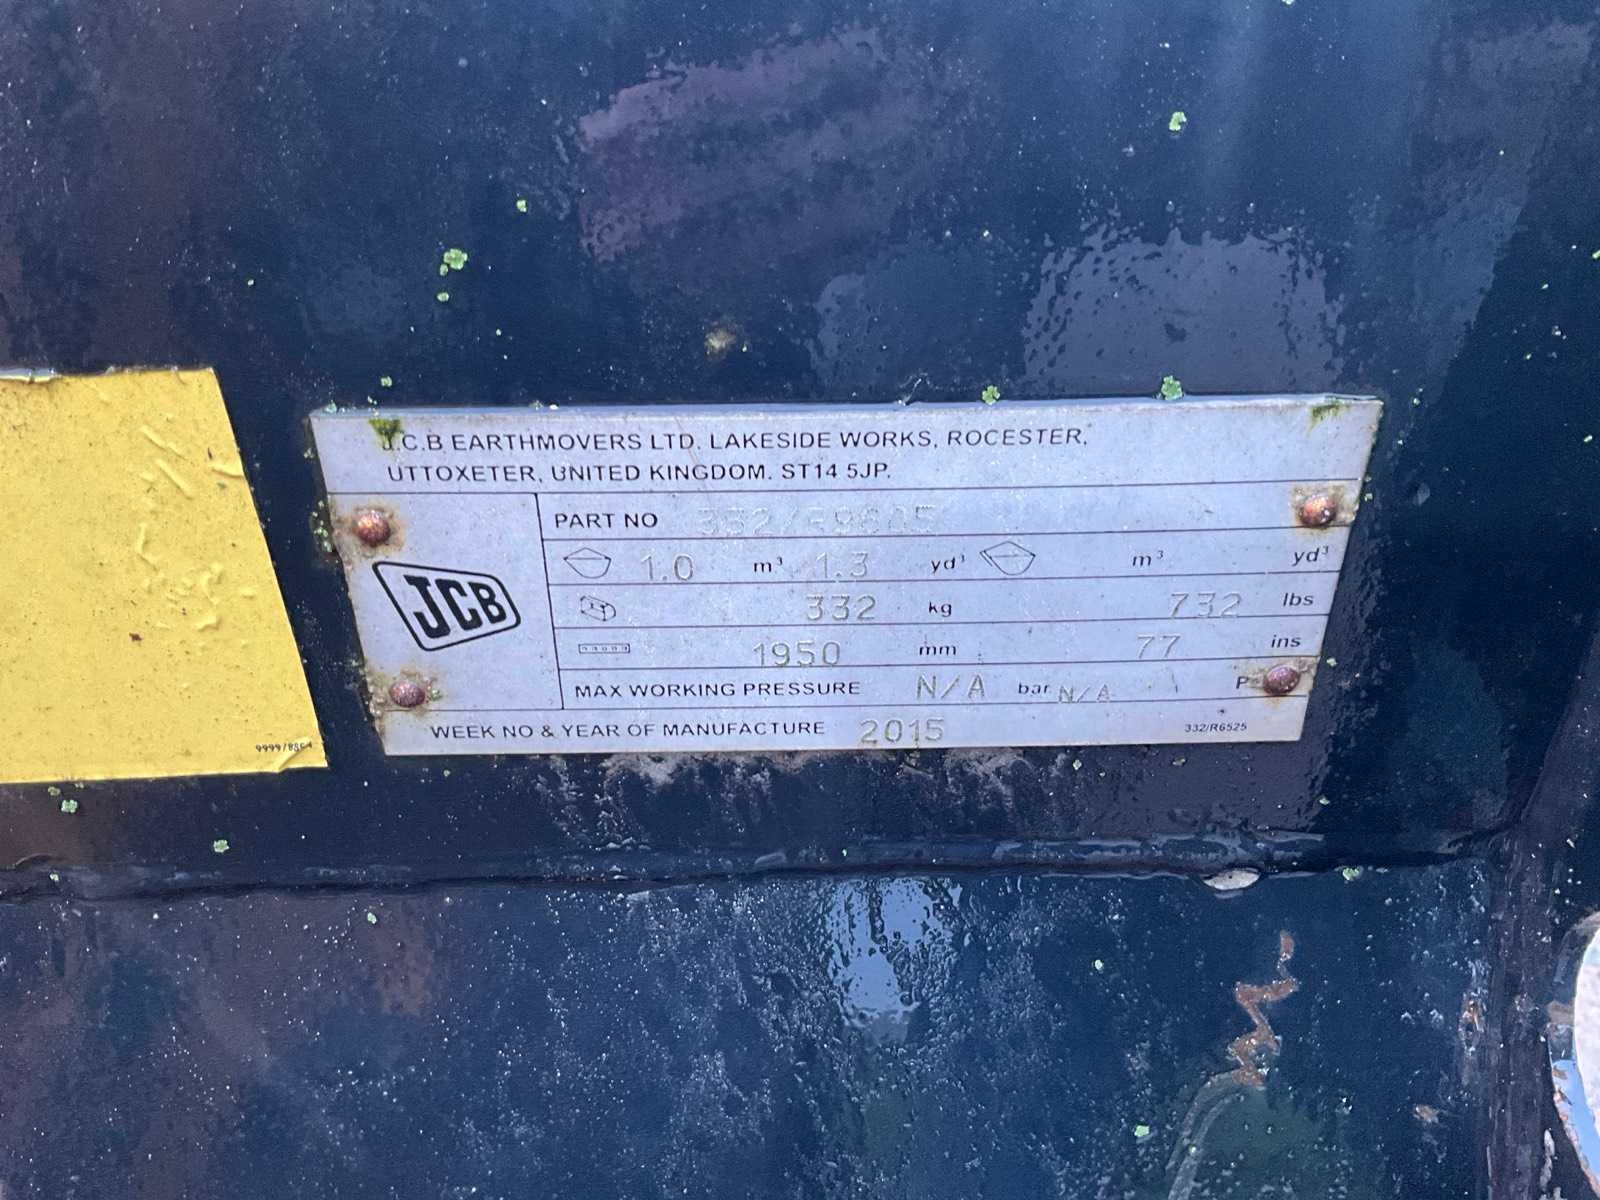 J.C.B EARTHMOVERS LTD. LAKESIDE WORKS, ROCESTER,
UTTOXETER, UNITED KINGDOM. ST14 5JP.
PART NO
1.0 m³ 1.3 yd³ m³ yd³
JCB
332 kg 732 lbs
1950 mm 77 ins
MAX WORKING PRESSURE N/A bar N/A
WEEK NO & YEAR OF MANUFACTURE 2015 332/R6525